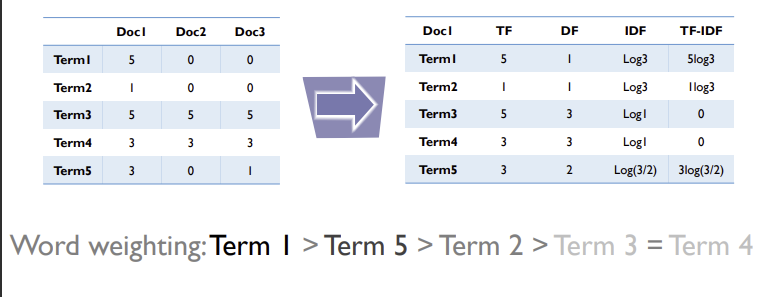 Doc1 Doc2 Doc3
Term1 5 0 0
Term2 1 0 0
Term3 5 5 5
Term4 3 3 3
Term5 3 0 1
Doc1 TF DF IDF TF-IDF
Term1 5 1 Log3 5log3
Term2 1 1 Log3 1log3
Term3 5 3 Log1 0
Term4 3 3 Log1 0
Term5 3 2 Log(3/2) 3log(3/2)
Word weighting: Term 1 > Term 5 > Term 2 > Term 3 = Term 4